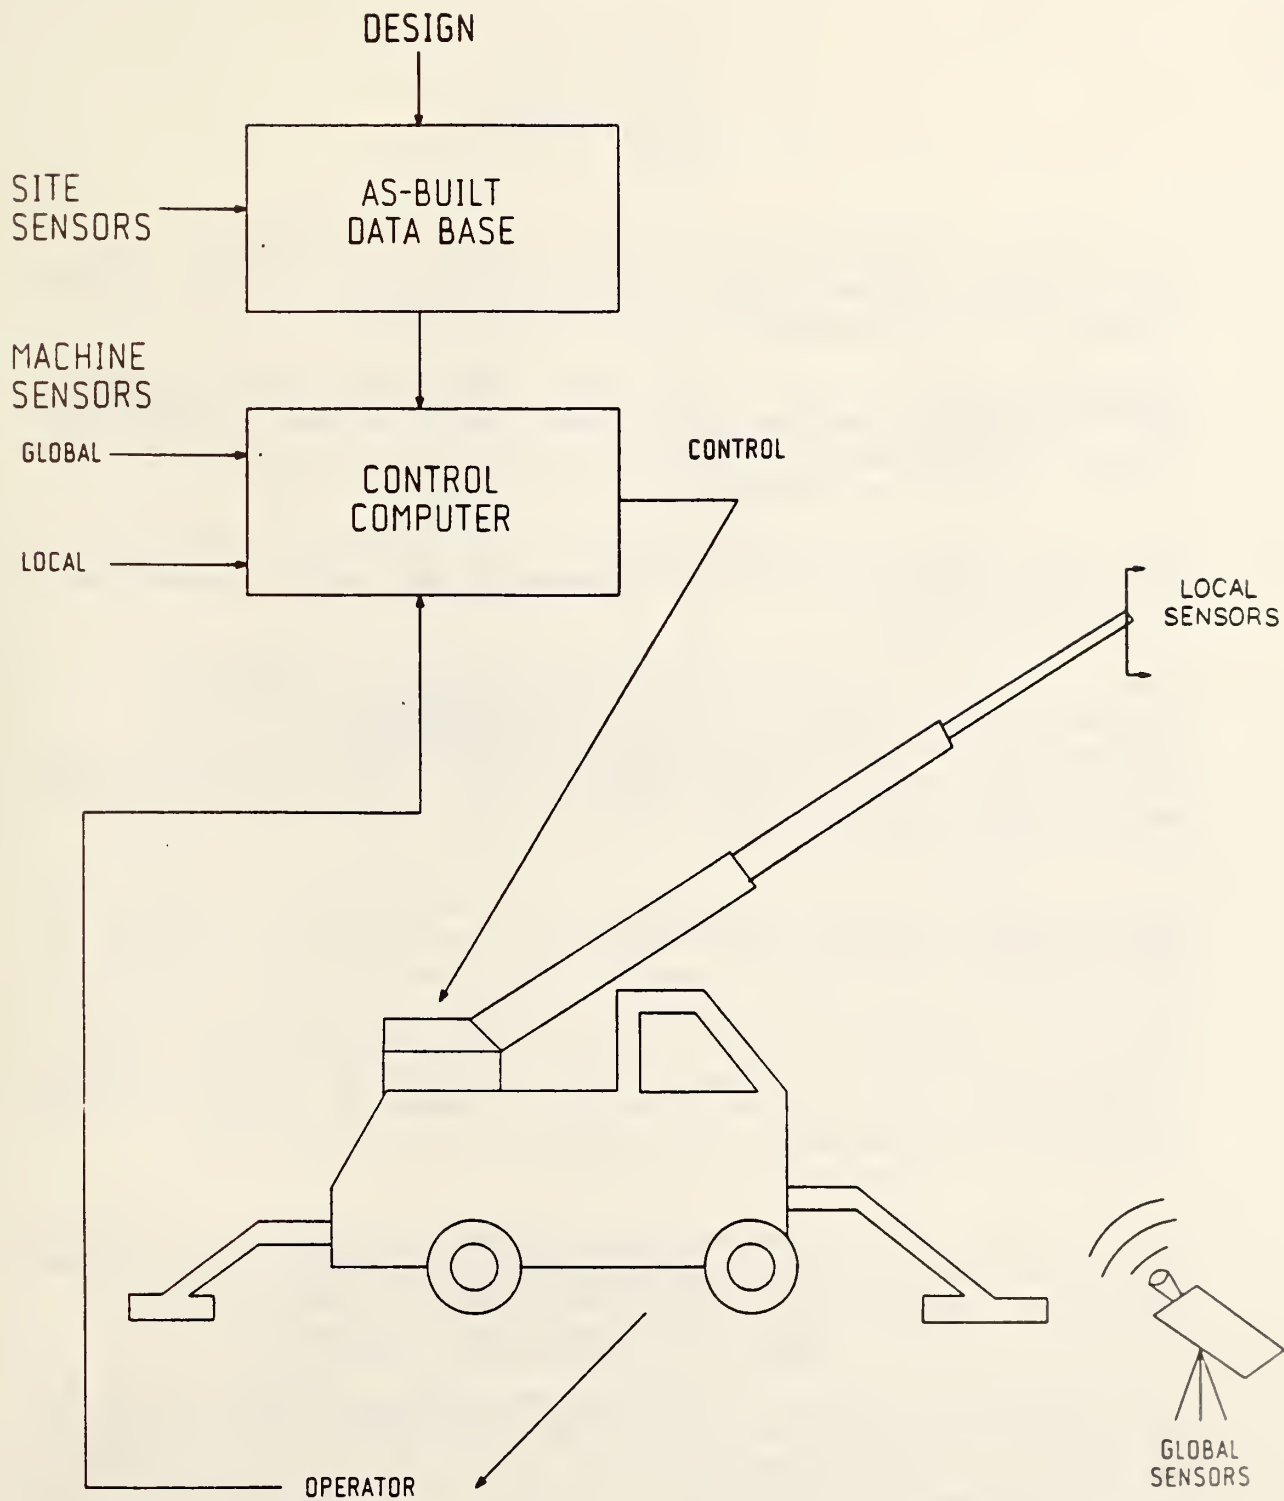 DESIGN
SITE
SENSORS
AS-BUILT
DATA BASE
MACHINE
SENSORS
GLOBAL
LOCAL
CONTROL
COMPUTER
CONTROL
LOCAL
SENSORS
OPERATOR
GLOBAL
SENSORS